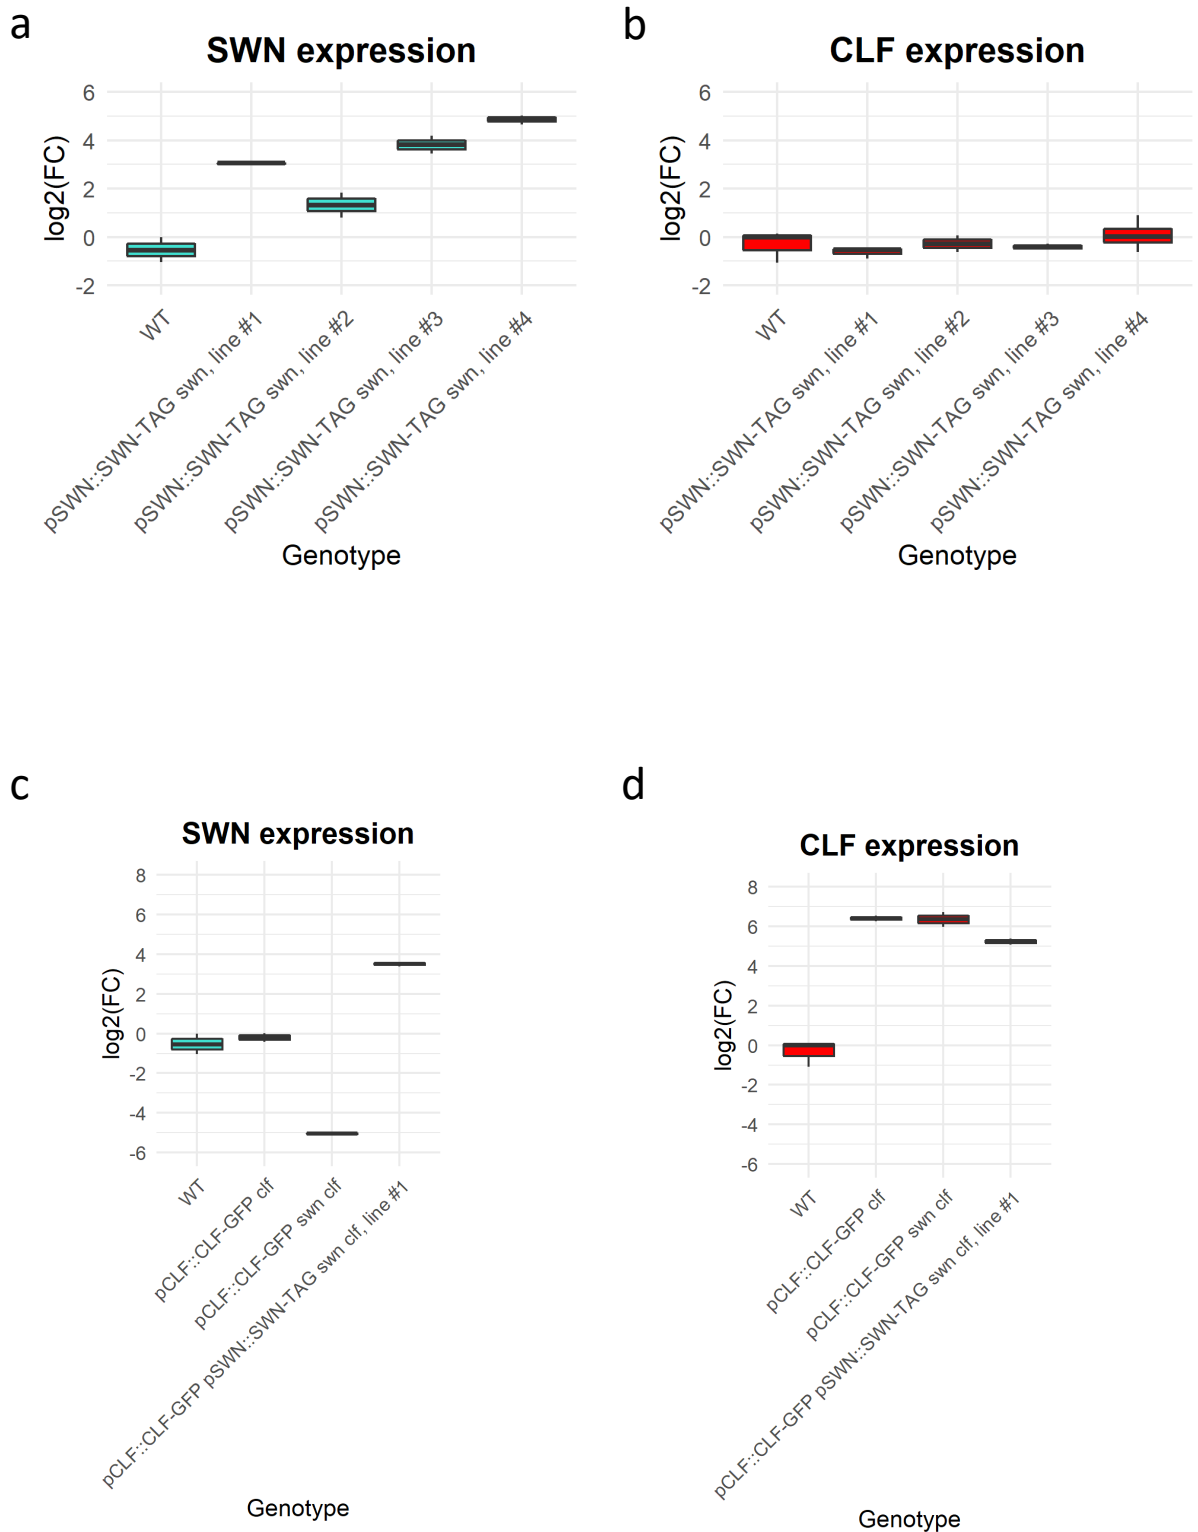 a
SWN expression
log2(FC)
6
4
2
0
-2
WT
pSWN::SWN-TAG swn, line #1
pSWN::SWN-TAG swn, line #2
pSWN::SWN-TAG swn, line #3
pSWN::SWN-TAG swn, line #4
Genotype
b
CLF expression
log2(FC)
6
4
2
0
-2
WT
pSWN::SWN-TAG swn, line #1
pSWN::SWN-TAG swn, line #2
pSWN::SWN-TAG swn, line #3
pSWN::SWN-TAG swn, line #4
Genotype
c
SWN expression
log2(FC)
8
6
4
2
0
-2
-4
-6
WT
pCLF::CLF-GFP clf
pCLF::CLF-GFP swn clf
pCLF::CLF-GFP pSWN::SWN-TAG swn clf, line #1
Genotype
d
CLF expression
log2(FC)
8
6
4
2
0
-2
-4
-6
WT
pCLF::CLF-GFP clf
pCLF::CLF-GFP swn clf
pCLF::CLF-GFP pSWN::SWN-TAG swn clf, line #1
Genotype